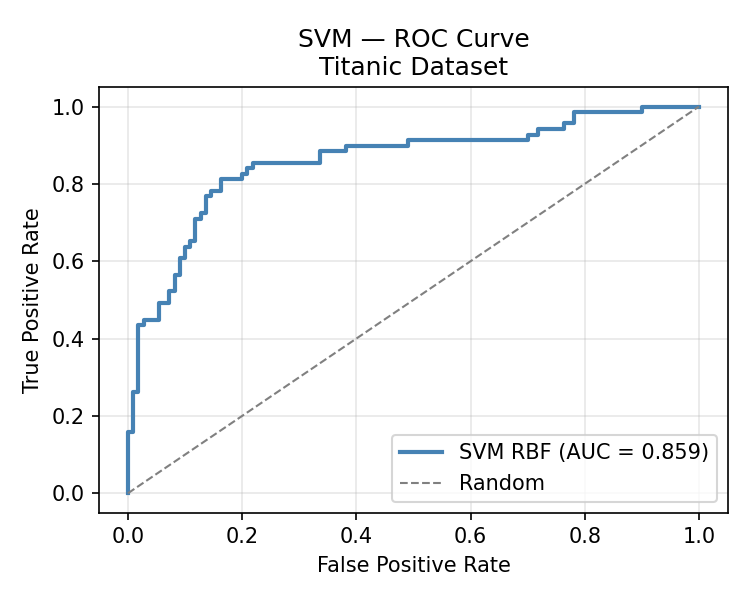 SVM — ROC Curve
Titanic Dataset
True Positive Rate
1.0
0.8
0.6
0.4
0.2
0.0
SVM RBF (AUC = 0.859)
Random
0.0 0.2 0.4 0.6 0.8 1.0
False Positive Rate